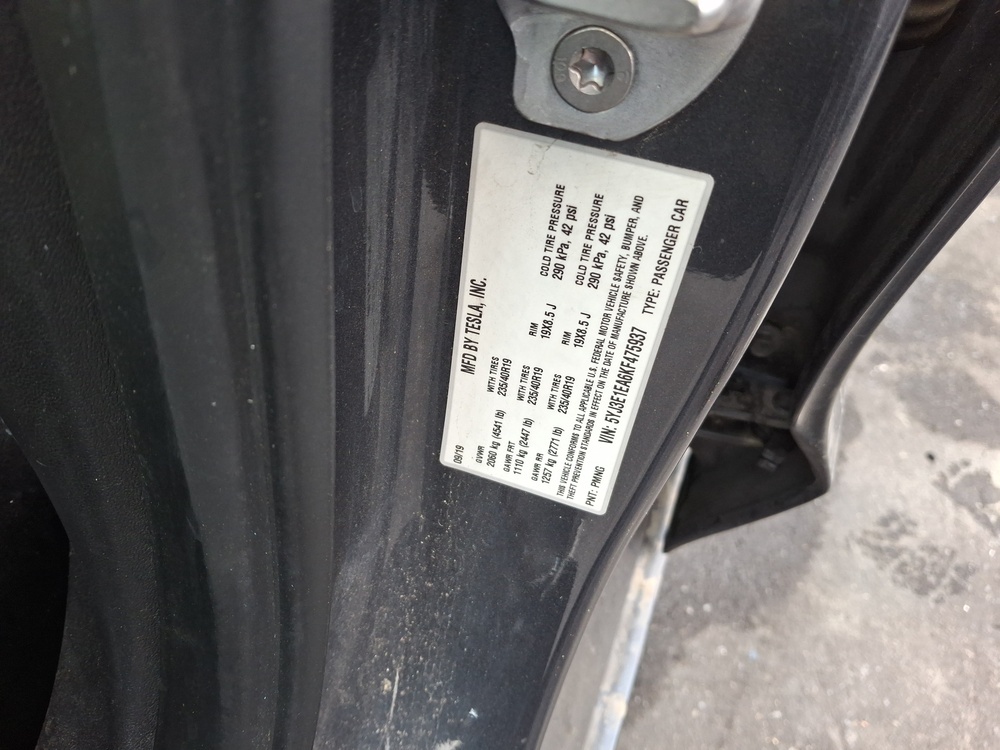 MFD BY TESLA, INC.
09/19
GVWR
2060 kg (4541 lb)
WITH TIRES
235/40R19
RIM
19X8.5 J
COLD TIRE PRESSURE
290 kPa, 42 psi
GAWR FRT
1110 kg (2447 lb)
WITH TIRES
235/40R19
RIM
19X8.5 J
COLD TIRE PRESSURE
290 kPa, 42 psi
GAWR RR
1257 kg (2771 lb)
WITH TIRES
235/40R19
THIS VEHICLE CONFORMS TO ALL APPLICABLE U.S. FEDERAL MOTOR VEHICLE SAFETY, BUMPER, AND
THEFT PREVENTION STANDARDS IN EFFECT ON THE DATE OF MANUFACTURE SHOWN ABOVE.
PNT: PMNG VIN: 5YJ3E1EA6KF475937 TYPE: PASSENGER CAR